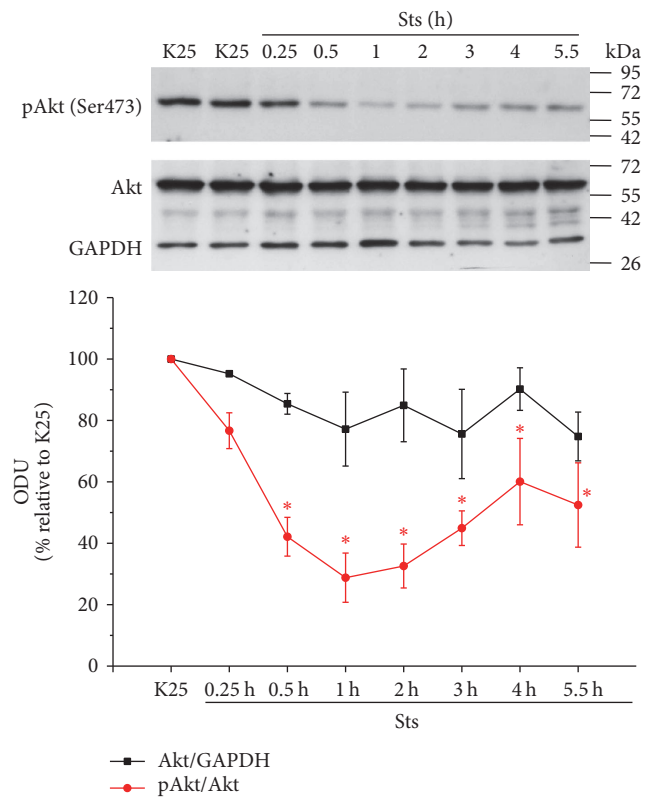 Sts (h)
K25 K25 0.25 0.5 1 2 3 4 5.5 kDa
95
pAkt (Ser473) 72
55
42
72
Akt 55
42
GAPDH
26
120
100
80
60
40
20
0
ODU
(% relative to K25)
* * * * * *
K25 0.25 h 0.5 h 1 h 2 h 3 h 4 h 5.5 h
Sts
Akt/GAPDH
pAkt/Akt